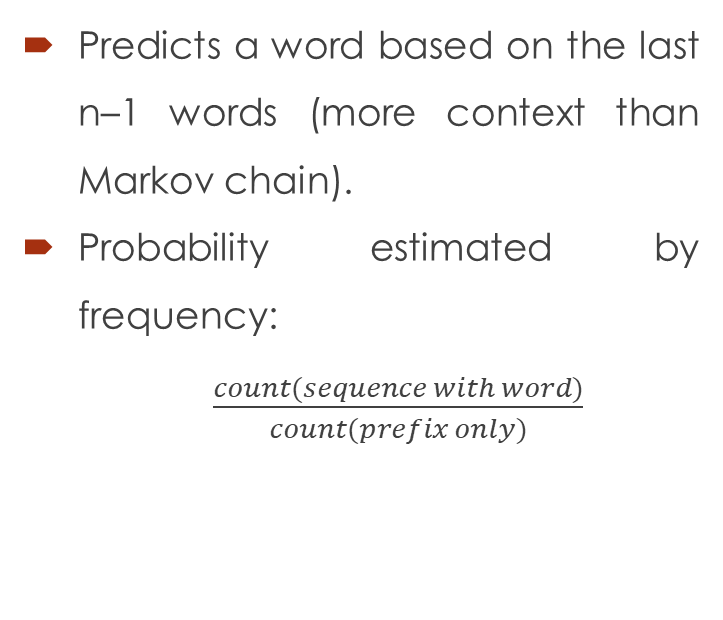 Predicts a word based on the last
n–1 words (more context than
Markov chain).
Probability estimated by
frequency:
count(sequence with word)
count(prefix only)